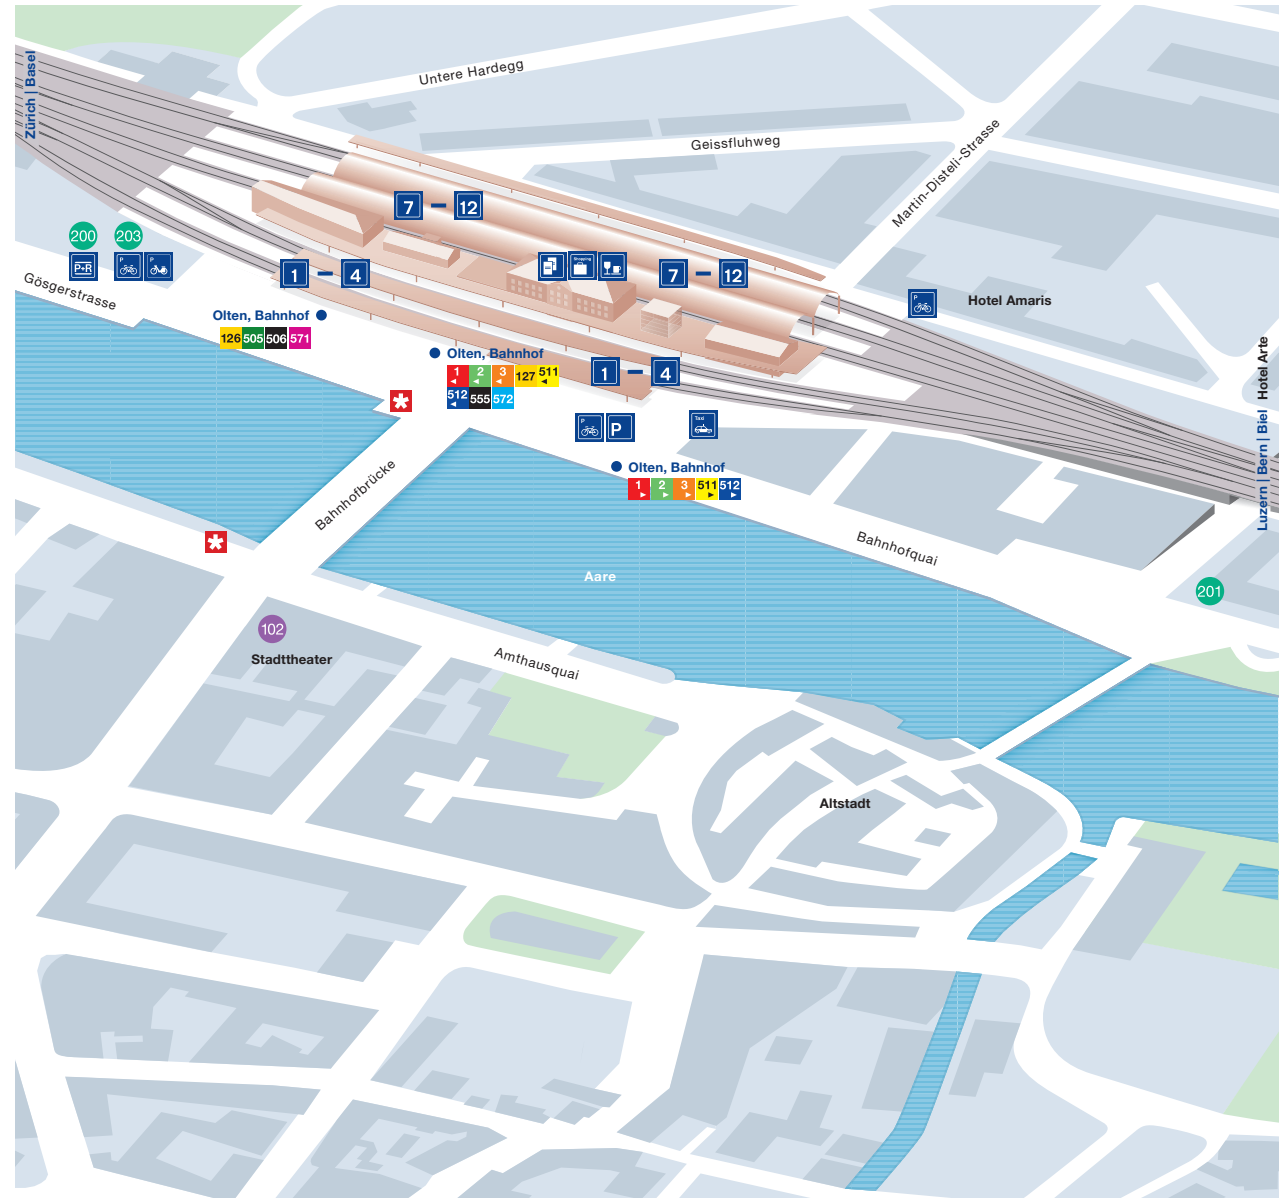 Zürich | Basel
Untere Hardegg
Geissfluhweg
Martin-Disteli-Strasse
7 – 12
200
203
P+R
P
P
Gösgerstrasse
1 – 4
Shopping
7 – 12
P
Hotel Amaris
Olten, Bahnhof
126 505 506 571
Olten, Bahnhof
1 2 3 127 511
512 555 572
1 – 4
Hotel Arte
Luzern | Bern | Biel
P
P
Taxi
Olten, Bahnhof
1 2 3 511 512
Bahnhofbrücke
Bahnhofquai
Aare
201
102
Stadttheater
Amthausquai
Altstadt